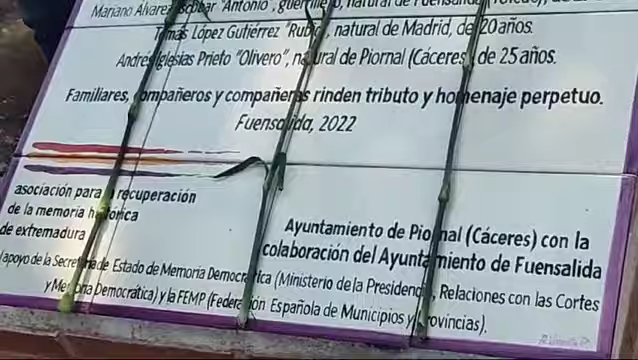 Mariano Álvarez Escobar "Antonio", guerrillero, natural de Fuensalida (Toledo), de
Tomás López Gutiérrez "Rubio", natural de Madrid, de 20 años.
Andrés Iglesias Prieto "Olivero", natural de Piornal (Cáceres), de 25 años.
Familiares, compañeros y compañeras rinden tributo y homenaje perpetuo.
Fuensalida, 2022
asociación para la recuperación
de la memoria histórica
de extremadura
Ayuntamiento de Piornal (Cáceres) con la
colaboración del Ayuntamiento de Fuensalida
apoyo de la Secretaría de Estado de Memoria Democrática (Ministerio de la Presidencia, Relaciones con las Cortes
y Memoria Democrática) y la FEMP (Federación Española de Municipios y Provincias).